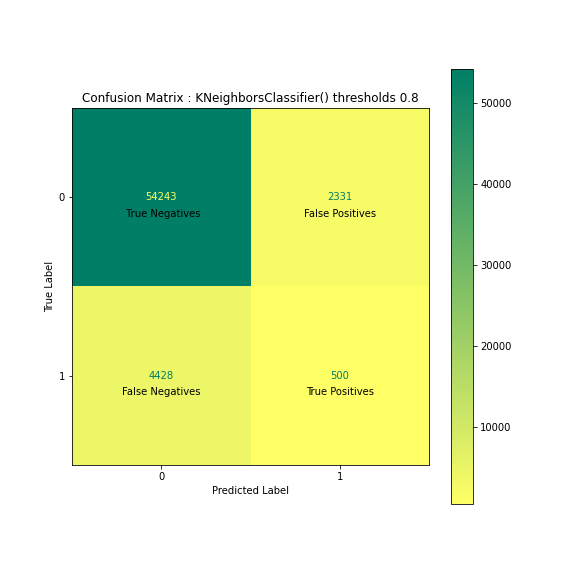 Confusion Matrix : KNeighborsClassifier() thresholds 0.8
54243
True Negatives
2331
False Positives
4428
False Negatives
500
True Positives
0
1
True Label
0
1
Predicted Label
50000
40000
30000
20000
10000